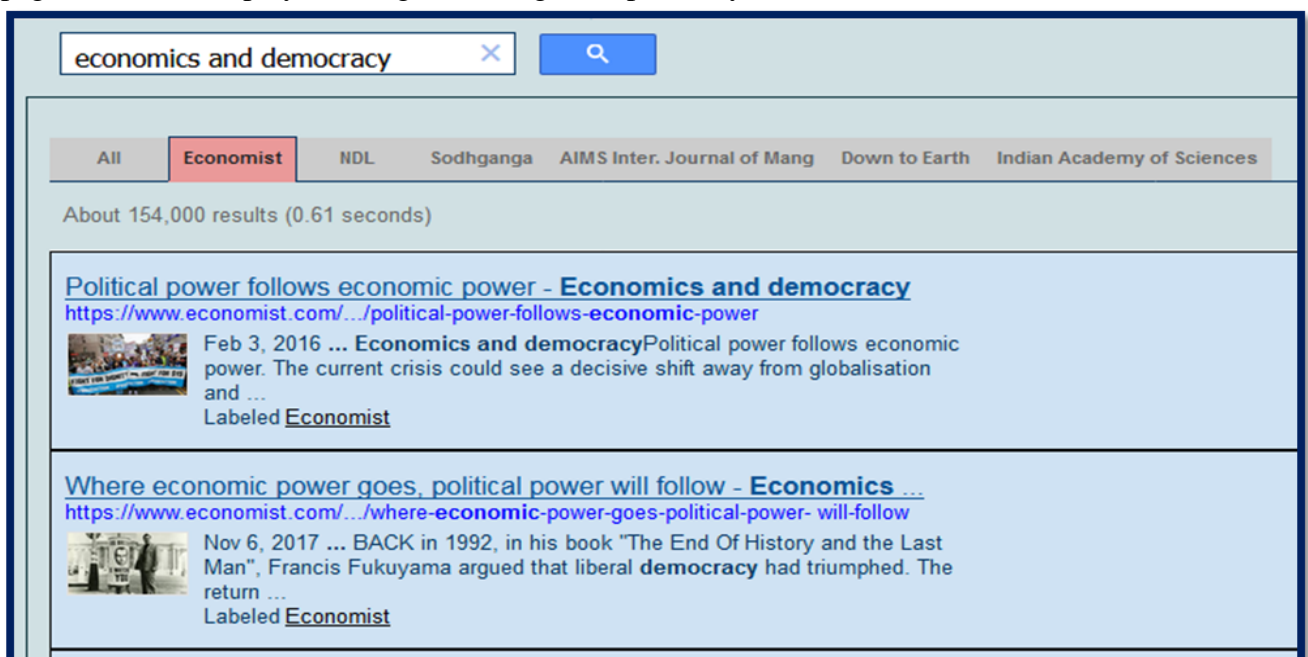 economics and democracy
All Economist NDL Sodhganga AIMS Inter. Journal of Mang Down to Earth Indian Academy of Sciences
About 154,000 results (0.61 seconds)
Political power follows economic power - Economics and democracy
https://www.economist.com/.../political-power-follows-economic-power
Feb 3, 2016 ... Economics and democracyPolitical power follows economic
power. The current crisis could see a decisive shift away from globalisation
and ...
Labeled Economist
Where economic power goes, political power will follow - Economics ...
https://www.economist.com/.../where-economic-power-goes-political-power- will-follow
Nov 6, 2017 ... BACK in 1992, in his book "The End Of History and the Last
Man", Francis Fukuyama argued that liberal democracy had triumphed. The
return ...
Labeled Economist